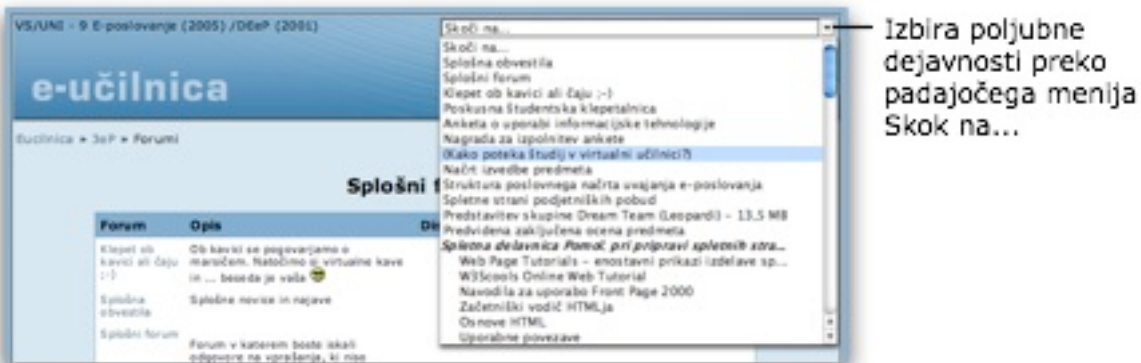 VS/UNI - 9 E-poslovanje (2005) /DEeP (2001)
Skoči na...
e-učilnica
Eucilnica » 3eP » Forumi
Splošni f
Forum Opis Di
Klepet ob kavici ali čaju :-)
Ob kavici se pogovarjamo o
marsičem. Natočimo si virtualne kave
in ... beseda je vaša
Splošna obvestila
Splošne novice in najave
Splošni forum
Forum v katerem boste iskali
odgovore na vprašanja, ki niso
Skoči na...
Splošna obvestila
Splošni forum
Klepet ob kavici ali čaju ;-)
Poskusna študentska klepetalnica
Anketa o uporabi informacijske tehnologije
Nagrada za izpolnitev ankete
(Kako poteka študij v virtualni učilnici?)
Načrt izvedbe predmeta
Struktura poslovnega načrta uvajanja e-poslovanja
Spletne strani podjetniških pobud
Predstavitev skupine Dream Team (Leopardi) - 13,5 MB
Predvidena zaključena ocena predmeta
Spletna delavnica Pomoč pri pripravi spletnih stra...
Web Page Tutorials - enostavni prikazi izdelave sp...
W3Scools Online Web Tutorial
Navodila za uporabo Front Page 2000
Začetniški vodič HTMLja
Osnove HTML
Uporabne povezave
Izbira poljubne
dejavnosti preko
padajočega menija
Skok na...